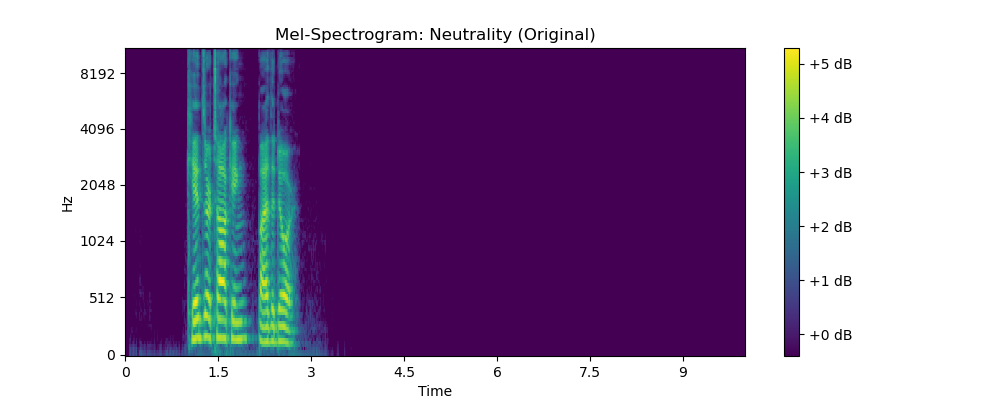 Mel-Spectrogram: Neutrality (Original)
8192
4096
2048
1024
512
0
Hz
0 1.5 3 4.5 6 7.5 9
Time
+5 dB
+4 dB
+3 dB
+2 dB
+1 dB
+0 dB